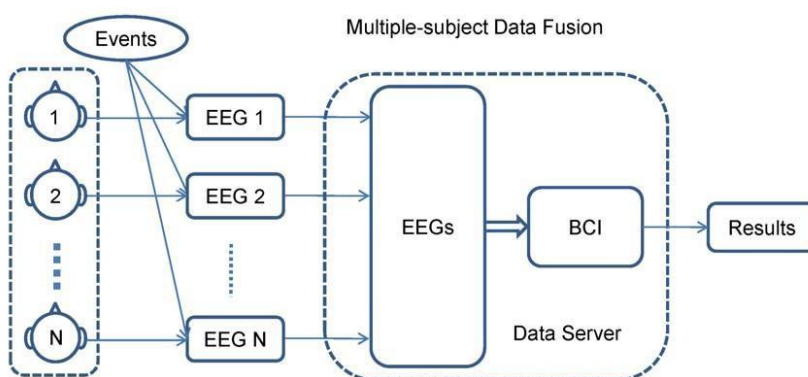 Events
Multiple-subject Data Fusion
1
EEG 1
2
EEG 2
EEGs
BCI
Results
N
EEG N
Data Server